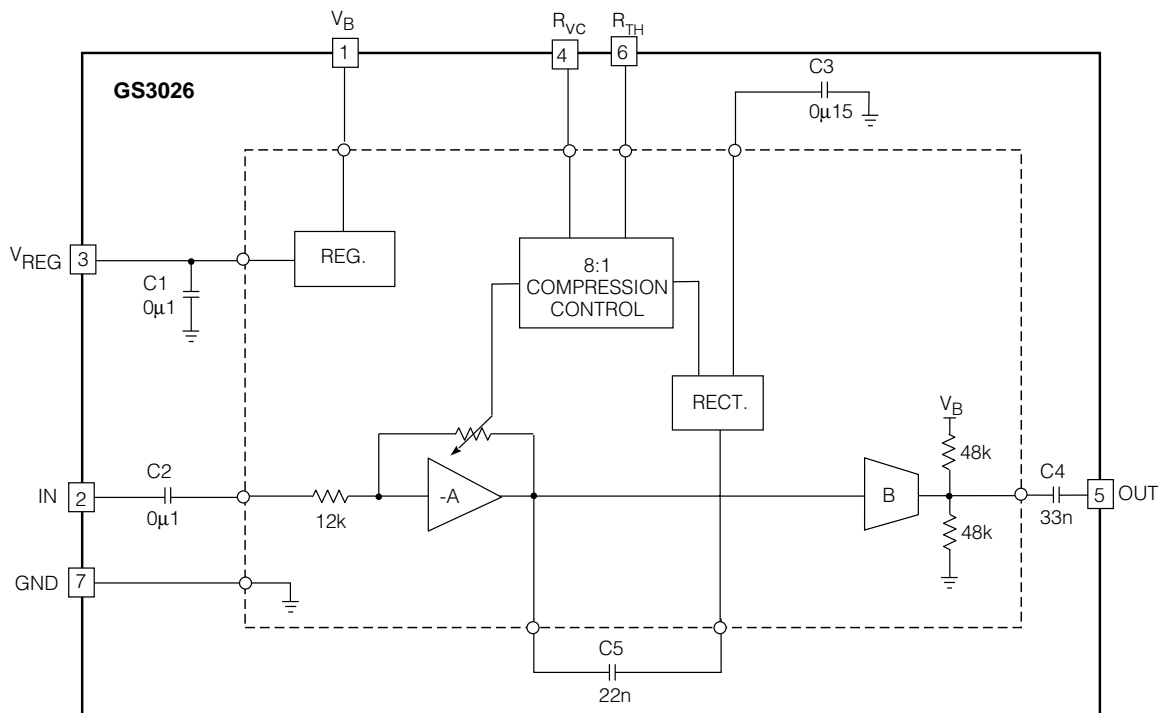 V_B
R_VC
R_TH
1
4
6
C3
0µ15
GS3026
V_REG
3
REG.
C1
0µ1
8:1
COMPRESSION
CONTROL
RECT.
V_B
48k
C2
IN
2
0µ1
12k
-A
B
C4
5
OUT
33n
48k
GND
7
C5
22n